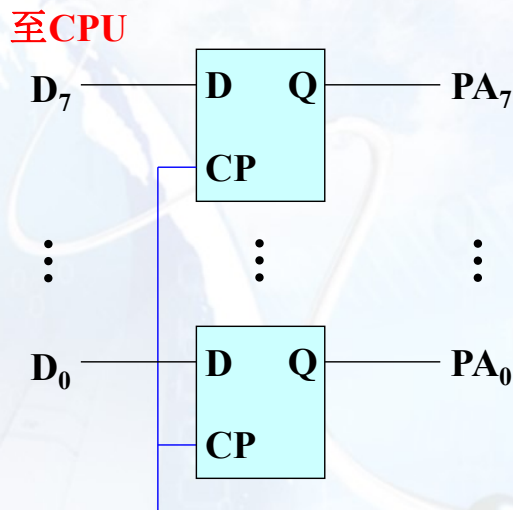 至CPU
D₇ D Q PA₇
CP
D₀ D Q PA₀
CP